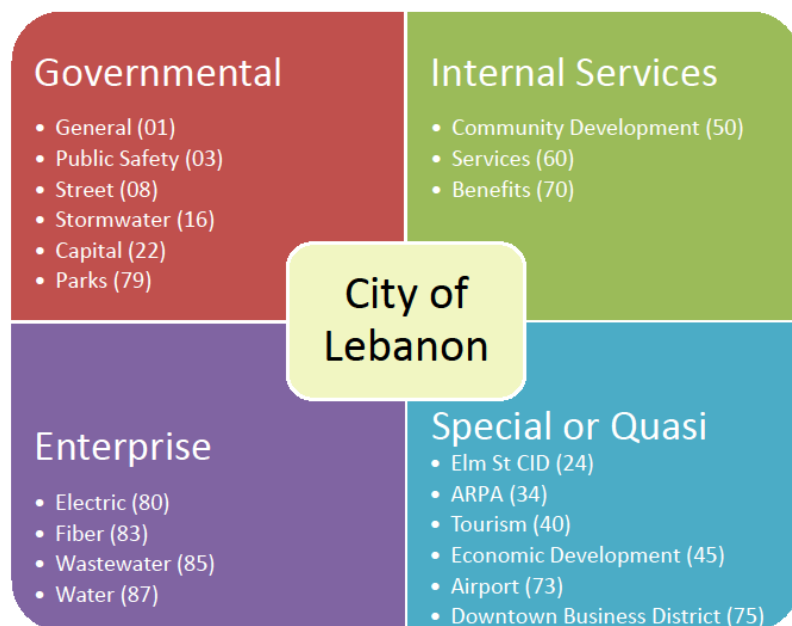 Governmental
• General (01)
• Public Safety (03)
• Street (08)
• Stormwater (16)
• Capital (22)
• Parks (79)
Internal Services
• Community Development (50)
• Services (60)
• Benefits (70)
City of
Lebanon
Enterprise
• Electric (80)
• Fiber (83)
• Wastewater (85)
• Water (87)
Special or Quasi
• Elm St CID (24)
• ARPA (34)
• Tourism (40)
• Economic Development (45)
• Airport (73)
• Downtown Business District (75)